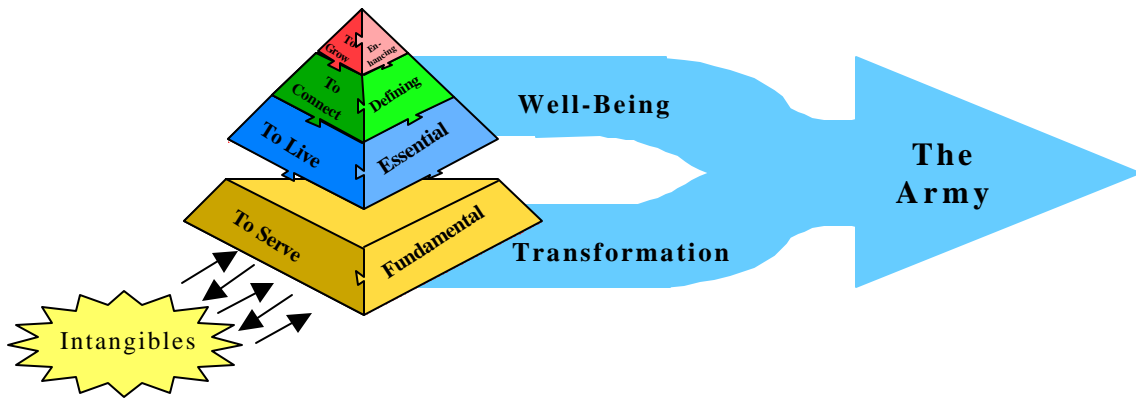 To
Grow
En-
hancing
To
Connect
Defining
To Live
Essential
To Serve
Fundamental
Well-Being
Transformation
The
Army
Intangibles